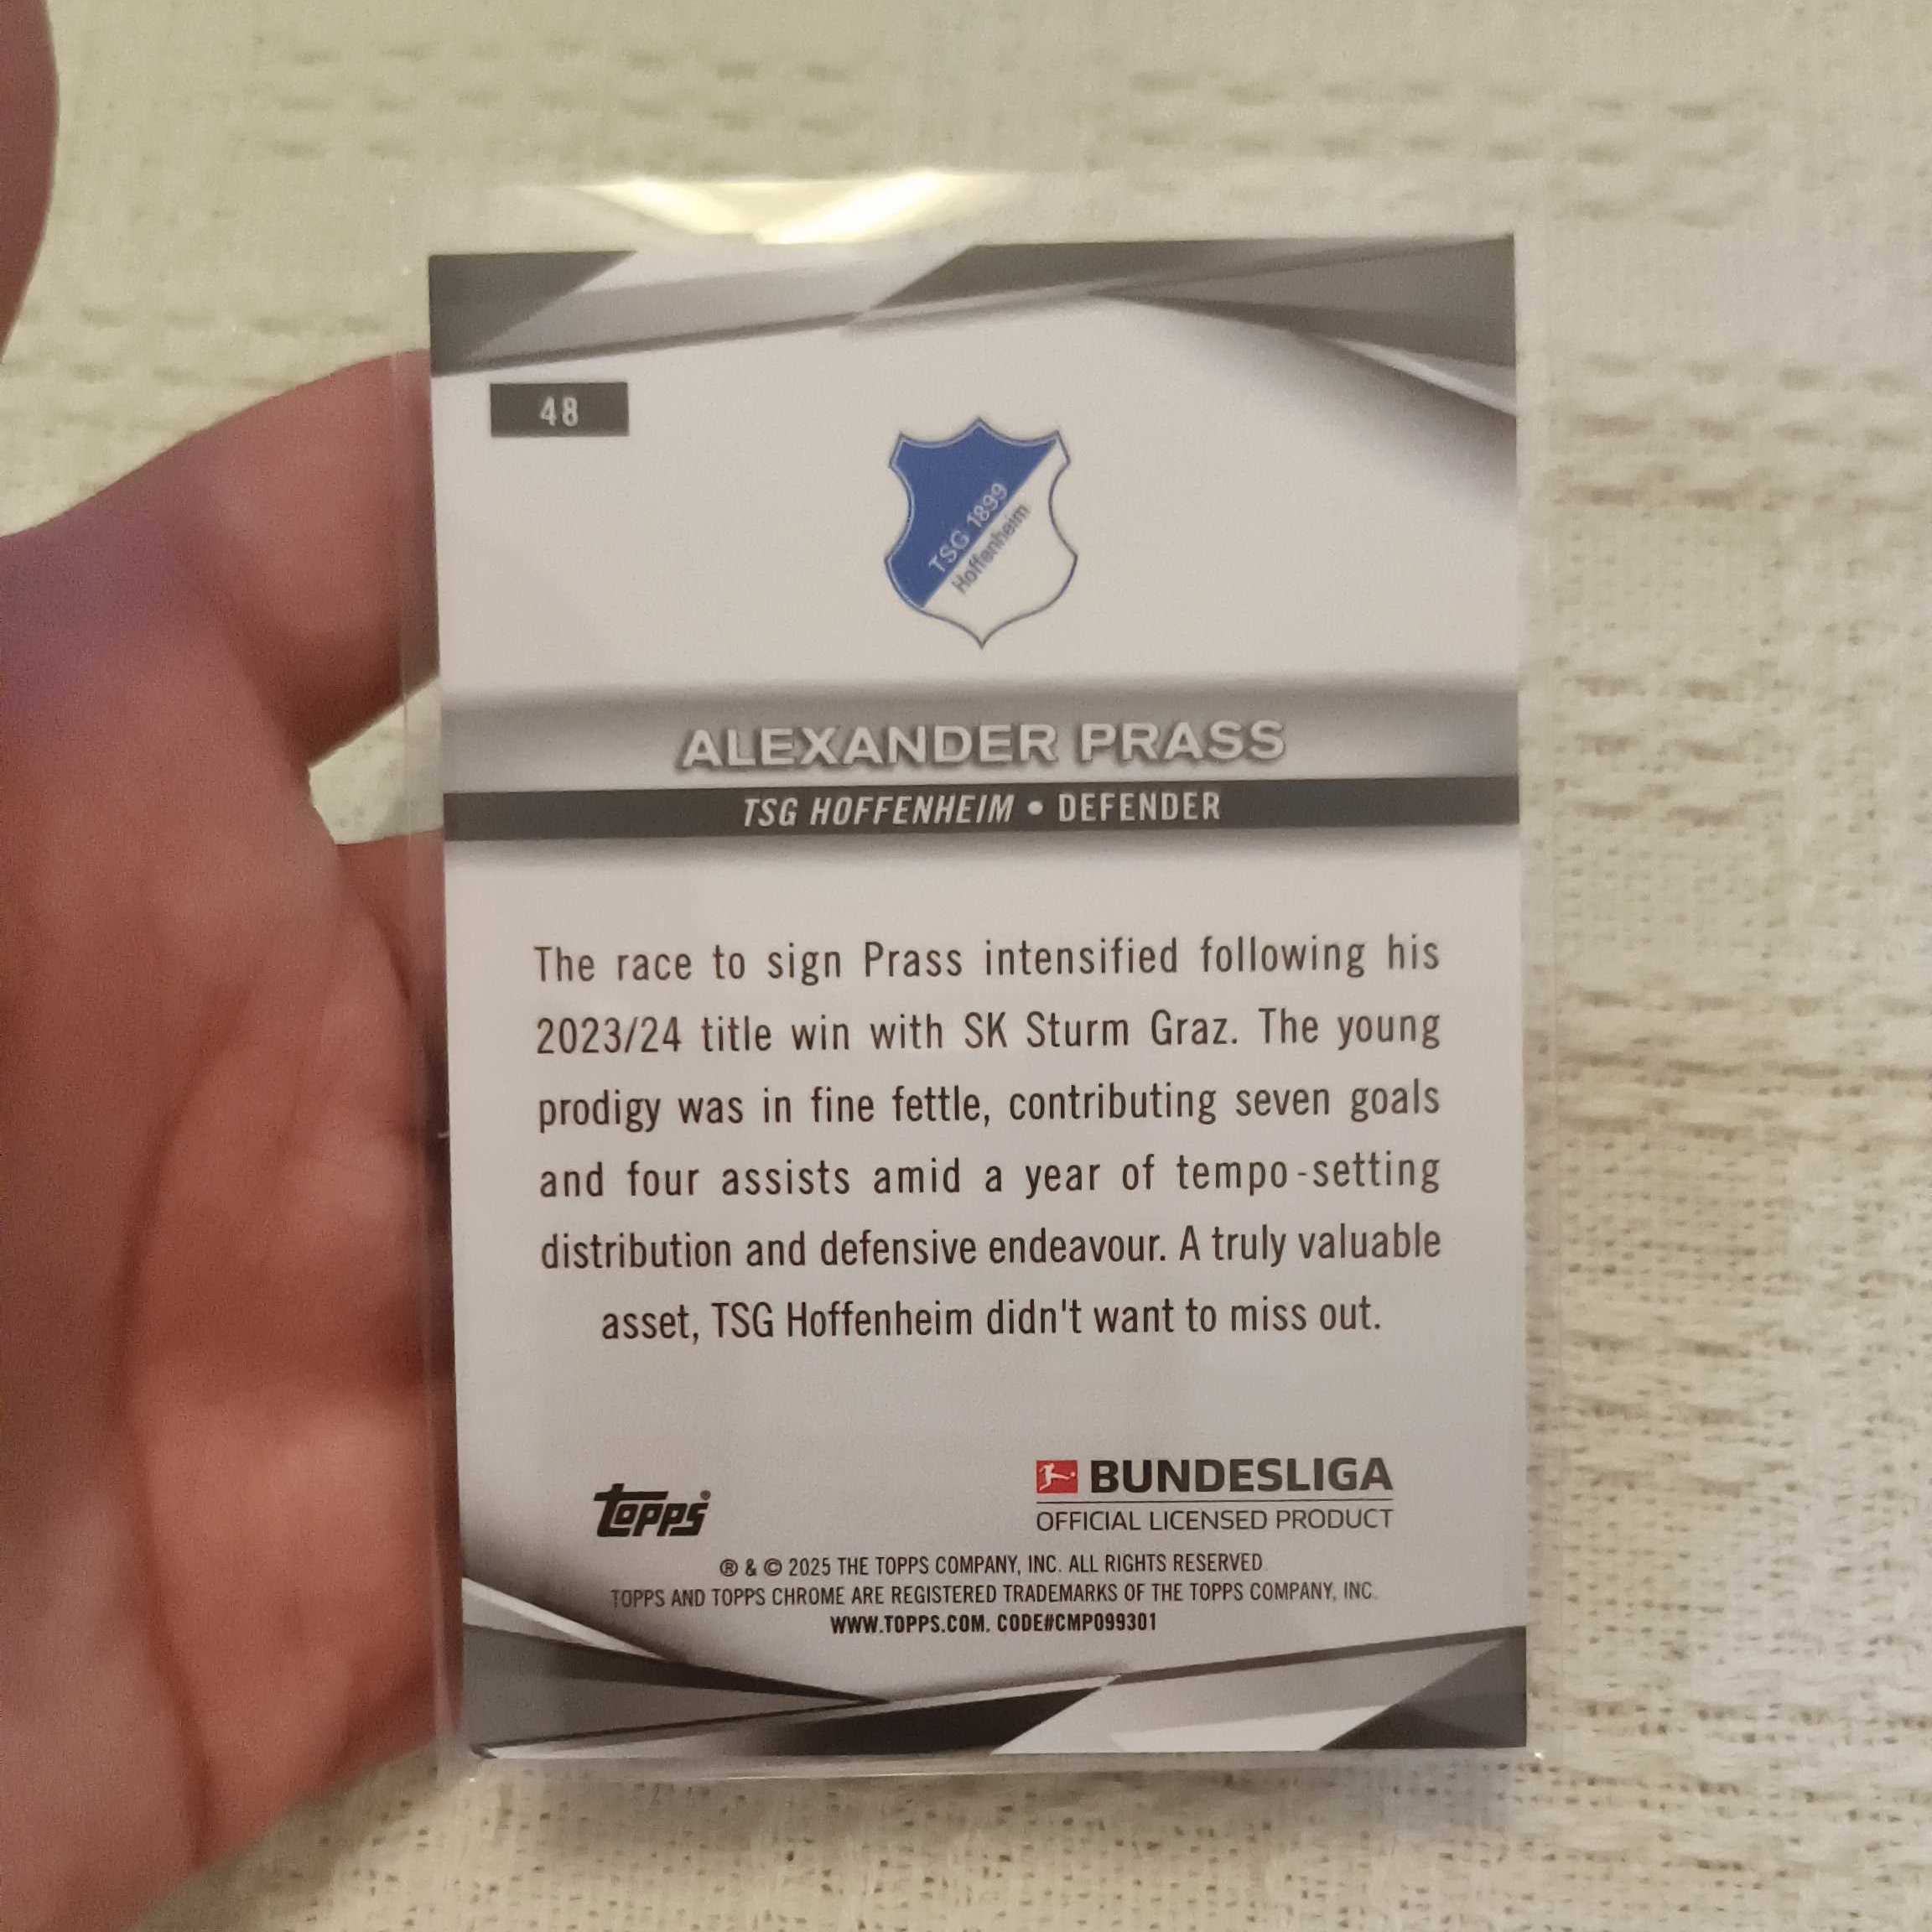 48
TSG 1899
Hoffenheim
ALEXANDER PRASS
TSG HOFFENHEIM • DEFENDER
The race to sign Prass intensified following his
2023/24 title win with SK Sturm Graz. The young
prodigy was in fine fettle, contributing seven goals
and four assists amid a year of tempo-setting
distribution and defensive endeavour. A truly valuable
asset, TSG Hoffenheim didn't want to miss out.
topps®
BUNDESLIGA
OFFICIAL LICENSED PRODUCT
® & © 2025 THE TOPPS COMPANY, INC. ALL RIGHTS RESERVED.
TOPPS AND TOPPS CHROME ARE REGISTERED TRADEMARKS OF THE TOPPS COMPANY, INC.
WWW.TOPPS.COM. CODE#CMP099301